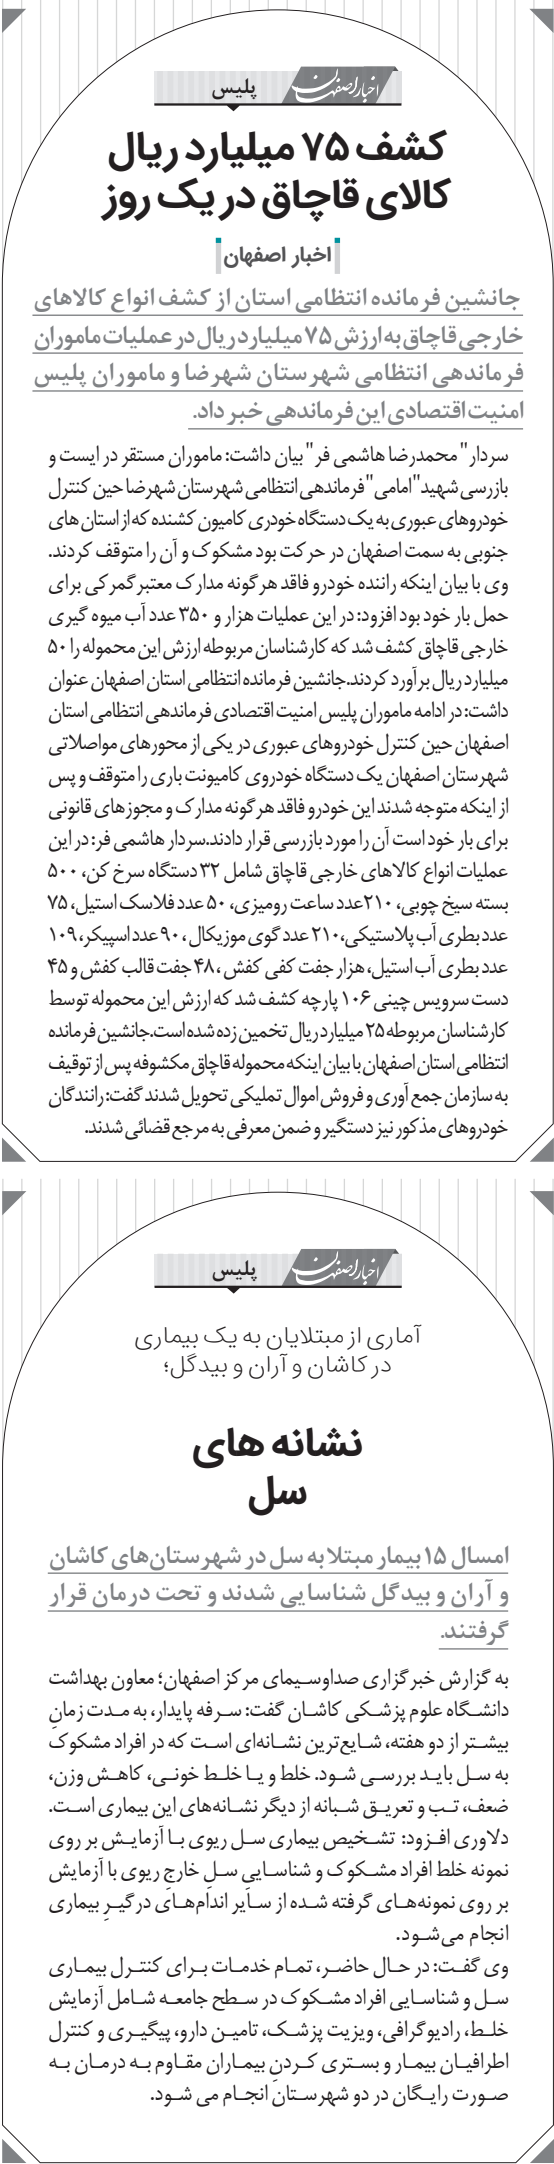 اخبار اصفهان
پلیس
کشف ۷۵ میلیارد ریال
کالای قاچاق در یک روز
اخبار اصفهان
جانشین فرمانده انتظامی استان از کشف انواع کالاهای
خارجی قاچاق به ارزش ۷۵ میلیارد ریال در عملیات ماموران
فرماندهی انتظامی شهرستان شهرضا و ماموران پلیس
امنیت اقتصادی این فرماندهی خبر داد.
سردار" محمدرضا هاشمی فر" بیان داشت: ماموران مستقر در ایست و
بازرسی شهید"امامی" فرماندهی انتظامی شهرستان شهرضا حین کنترل
خودروهای عبوری به یک دستگاه خودری کامیون کشنده که از استان های
جنوبی به سمت اصفهان در حرکت بود مشکوک و آن را متوقف کردند.
وی با بیان اینکه راننده خودرو فاقد هرگونه مدارک معتبر گمرکی برای
حمل بار خود بود افزود: در این عملیات هزار و ۳۵۰ عدد آب میوه گیری
خارجی قاچاق کشف شد که کارشناسان مربوطه ارزش این محموله را ۵۰
میلیارد ریال برآورد کردند.جانشین فرمانده انتظامی استان اصفهان عنوان
داشت: در ادامه ماموران پلیس امنیت اقتصادی فرماندهی انتظامی استان
اصفهان حین کنترل خودروهای عبوری در یکی از محورهای مواصلاتی
شهرستان اصفهان یک دستگاه خودروی کامیونت باری را متوقف و پس
از اینکه متوجه شدند این خودرو فاقد هرگونه مدارک و مجوزهای قانونی
برای بار خود است آن را مورد بازرسی قرار دادند.سردار هاشمی فر: در این
عملیات انواع کالاهای خارجی قاچاق شامل ۳۲ دستگاه سرخ کن، ۵۰۰
بسته سیخ چوبی، ۲۱۰عدد ساعت رومیزی، ۵۰ عدد فلاسک استیل، ۷۵
عدد بطری آب پلاستیکی، ۲۱۰ عدد گوی موزیکال، ۹۰ عدد اسپیکر، ۱۰۹
عدد بطری آب استیل، هزار جفت کفی کفش، ۴۸ جفت قالب کفش و ۴۵
دست سرویس چینی ۱۰۶ پارچه کشف شد که ارزش این محموله توسط
کارشناسان مربوطه ۲۵ میلیارد ریال تخمین زده شده است.جانشین فرمانده
انتظامی استان اصفهان با بیان اینکه محموله قاچاق مکشوفه پس از توقیف
به سازمان جمع آوری و فروش اموال تملیکی تحویل شدند گفت: رانندگان
خودروهای مذکور نیز دستگیر و ضمن معرفی به مرجع قضائی شدند.
اخبار اصفهان
پلیس
آماری از مبتلایان به یک بیماری
در کاشان و آران و بیدگل؛
نشانه های
سل
امسال ۱۵ بیمار مبتلا به سل در شهرستان‌های کاشان
و آران و بیدگل شناسایی شدند و تحت درمان قرار
گرفتند.
به گزارش خبرگزاری صداوسیمای مرکز اصفهان؛ معاون بهداشت
دانشگاه علوم پزشکی کاشان گفت: سرفه پایدار، به مدت زمانِ
بیشتر از دو هفته، شایع‌ترین نشانه‌ای است که در افراد مشکوک
به سل باید بررسی شود. خلط و یا خلط خونی، کاهش وزن،
ضعف، تب و تعریق شبانه از دیگر نشانه‌های این بیماری است.
دلاوری افزود: تشخیص بیماری سل ریوی با آزمایش بر روی
نمونه خلط افراد مشکوک و شناسایی سلِ خارجِ ریوی با آزمایش
بر روی نمونه‌های گرفته شده از سایر اندام‌های درگیرِ بیماری
انجام می‌شود.
وی گفت: در حال حاضر، تمام خدمات برای کنترل بیماری
سل و شناسایی افراد مشکوک در سطح جامعه شامل آزمایش
خلط، رادیوگرافی، ویزیت پزشک، تامین دارو، پیگیری و کنترل
اطرافیان بیمار و بستری کردنِ بیماران مقاوم به درمان به
صورت رایگان در دو شهرستان انجام می شود.